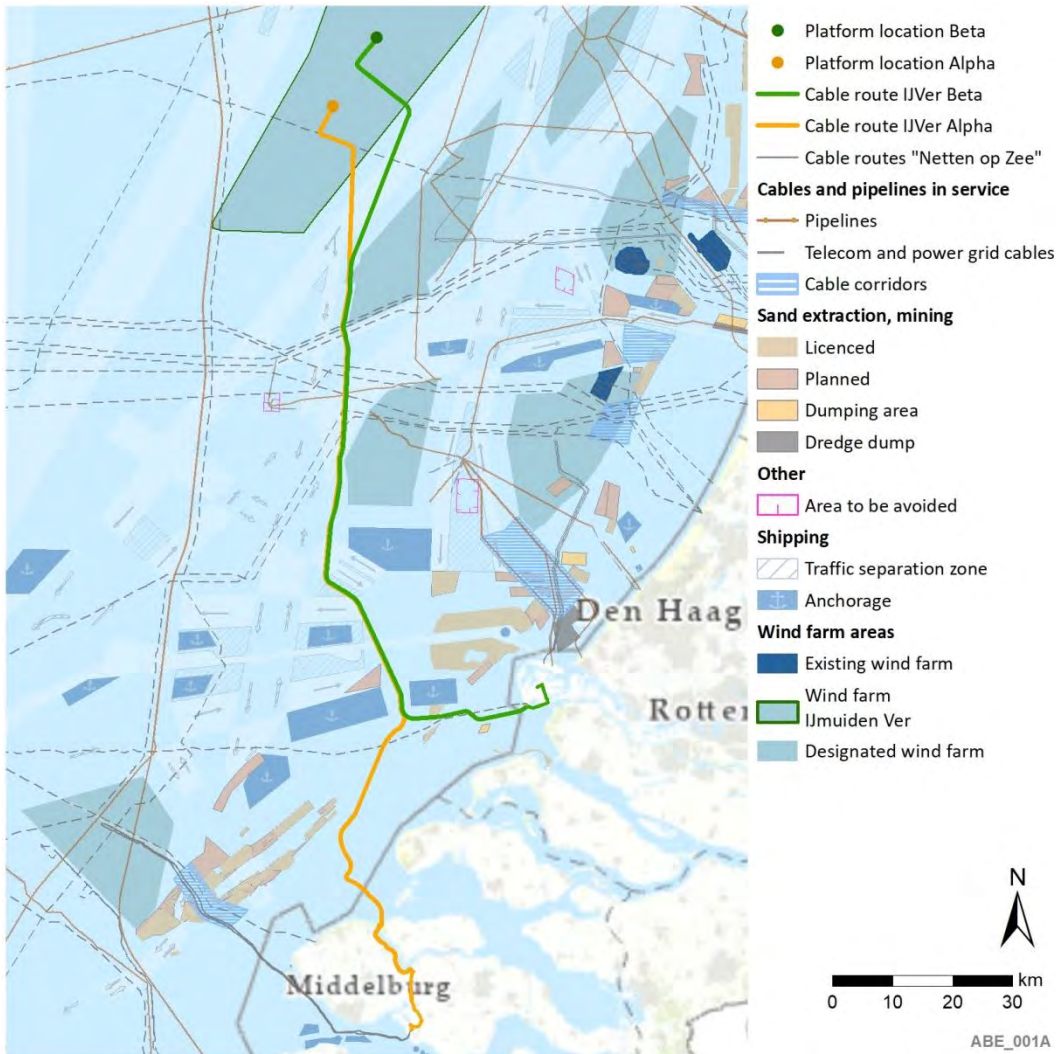 Den Haag
Rotter
Middelburg
Platform location Beta
Platform location Alpha
Cable route IJVer Beta
Cable route IJVer Alpha
Cable routes "Netten op Zee"
Cables and pipelines in service
Pipelines
Telecom and power grid cables
Cable corridors
Sand extraction, mining
Licenced
Planned
Dumping area
Dredge dump
Other
Area to be avoided
Shipping
Traffic separation zone
Anchorage
Wind farm areas
Existing wind farm
Wind farm
IJmuiden Ver
Designated wind farm
N
km
0 10 20 30
ABE_001A